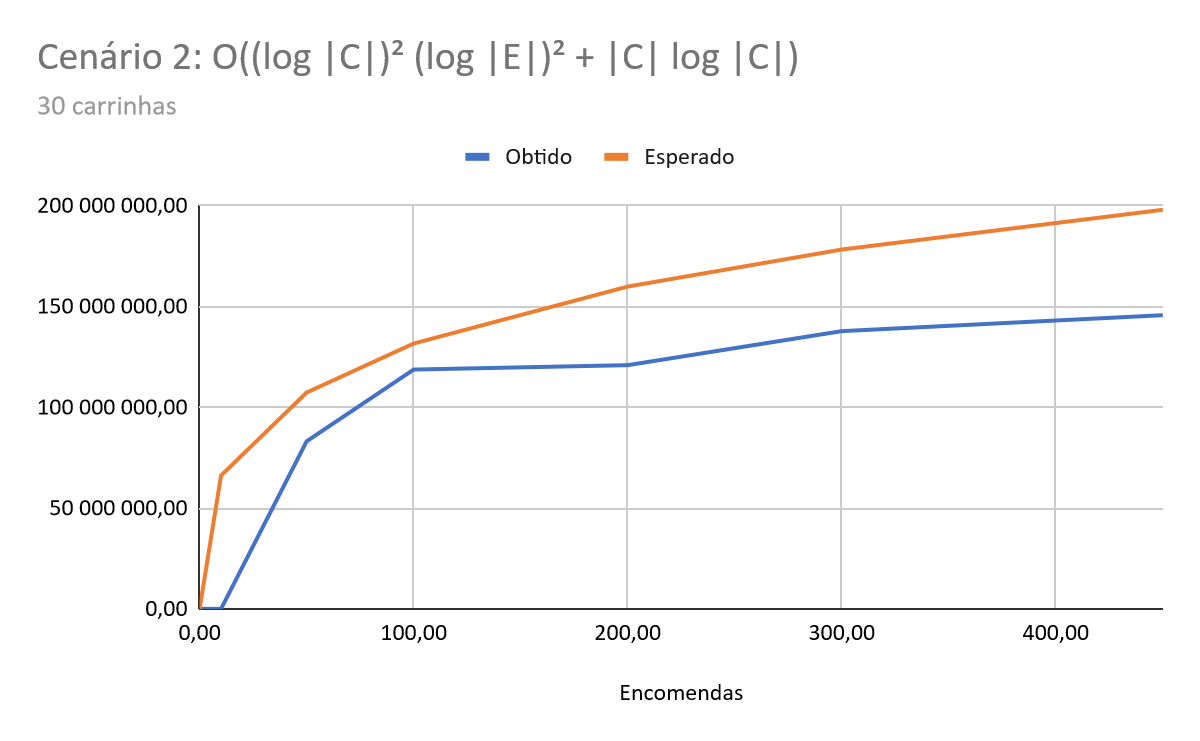 Cenário 2: O((log |C|)² (log |E|)² + |C| log |C|)
30 carrinhas
Obtido Esperado
200 000 000,00
150 000 000,00
100 000 000,00
50 000 000,00
0,00
0,00 100,00 200,00 300,00 400,00
Encomendas